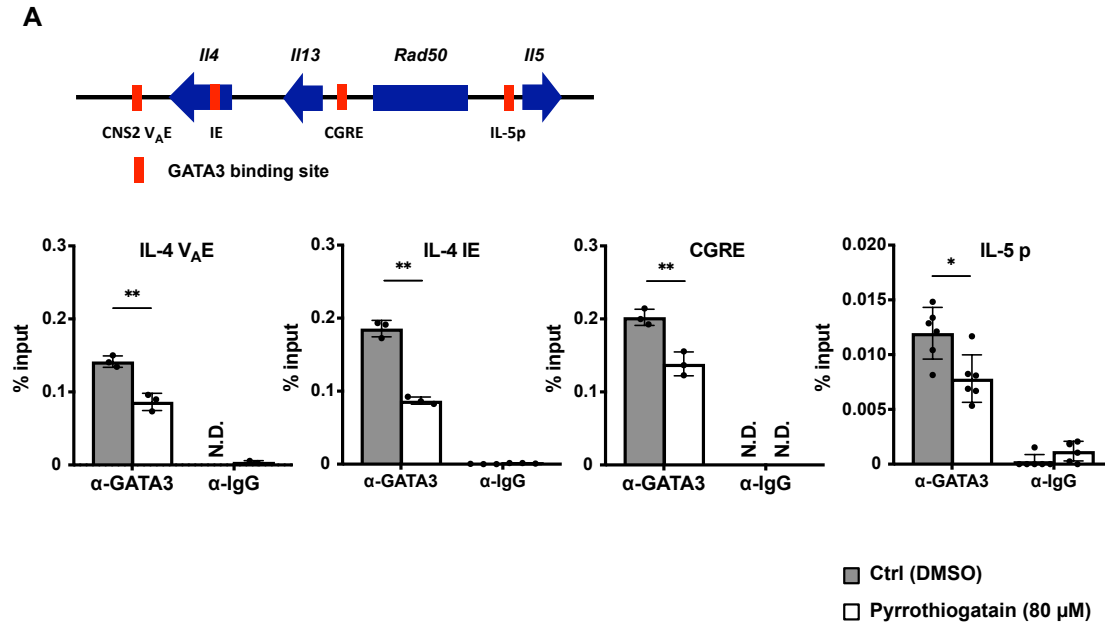 A
Il4 Il13 Rad50 Il5
CNS2 VAE IE CGRE IL-5p
GATA3 binding site
IL-4 VAE
% input
0.3
0.2
0.1
0
**
N.D.
α-GATA3 α-IgG
IL-4 IE
% input
0.3
0.2
0.1
0
**
α-GATA3 α-IgG
CGRE
% input
0.3
0.2
0.1
0
**
N.D. N.D.
α-GATA3 α-IgG
IL-5 p
% input
0.020
0.015
0.010
0.005
0
*
α-GATA3 α-IgG
Ctrl (DMSO)
Pyrrothiogatain (80 μM)